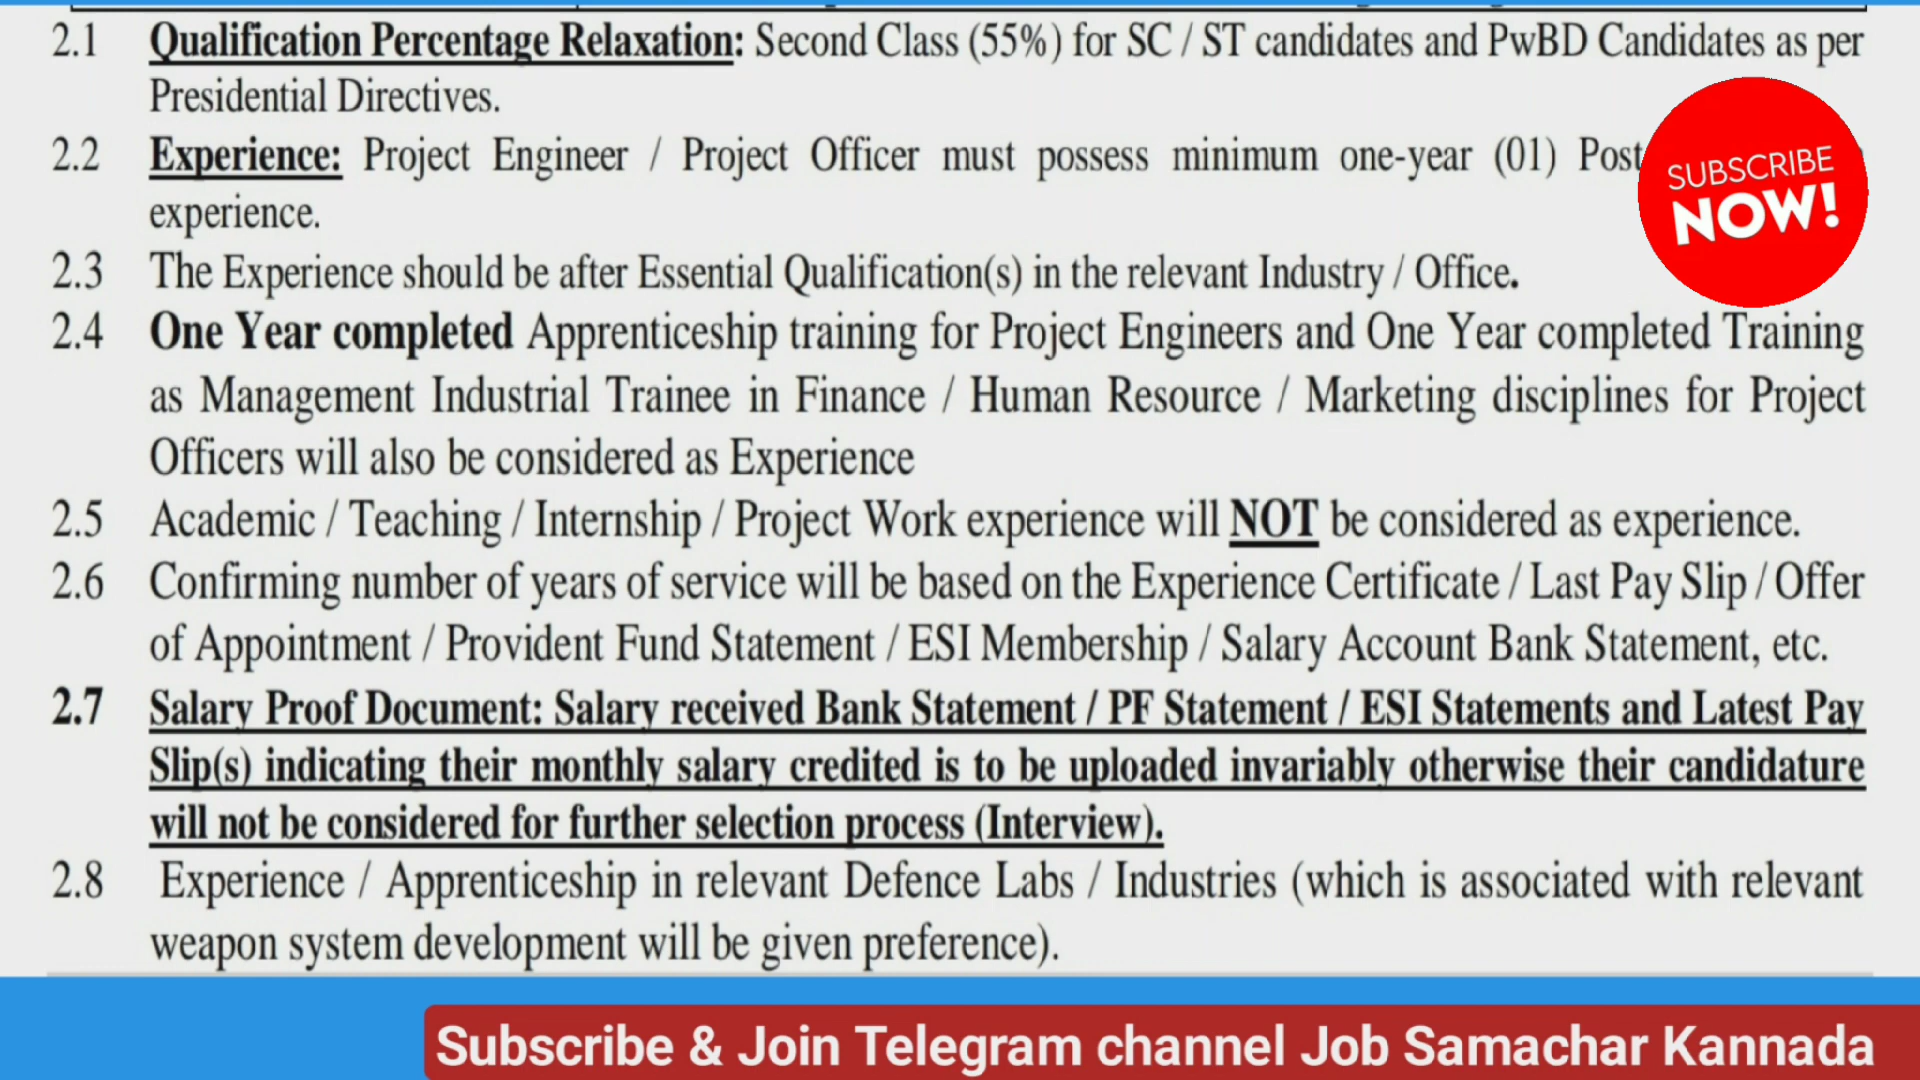 2.1 Qualification Percentage Relaxation: Second Class (55%) for SC / ST candidates and PwBD Candidates as per
Presidential Directives.
2.2 Experience: Project Engineer / Project Officer must possess minimum one-year (01) Post
experience.
SUBSCRIBE
NOW!
2.3 The Experience should be after Essential Qualification(s) in the relevant Industry / Office.
2.4 One Year completed Apprenticeship training for Project Engineers and One Year completed Training
as Management Industrial Trainee in Finance / Human Resource / Marketing disciplines for Project
Officers will also be considered as Experience
2.5 Academic / Teaching / Internship / Project Work experience will NOT be considered as experience.
2.6 Confirming number of years of service will be based on the Experience Certificate / Last Pay Slip / Offer
of Appointment / Provident Fund Statement / ESI Membership / Salary Account Bank Statement, etc.
2.7 Salary Proof Document: Salary received Bank Statement / PF Statement / ESI Statements and Latest Pay
Slip(s) indicating their monthly salary credited is to be uploaded invariably otherwise their candidature
will not be considered for further selection process (Interview).
2.8 Experience / Apprenticeship in relevant Defence Labs / Industries (which is associated with relevant
weapon system development will be given preference).
Subscribe & Join Telegram channel Job Samachar Kannada